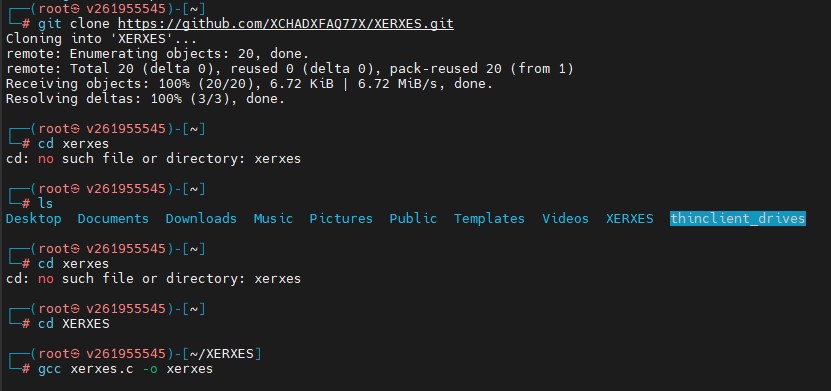 ┌──(root㉿ v261955545)-[~]
└─# git clone https://github.com/XCHADXFAQ77X/XERXES.git
Cloning into 'XERXES'...
remote: Enumerating objects: 20, done.
remote: Total 20 (delta 0), reused 0 (delta 0), pack-reused 20 (from 1)
Receiving objects: 100% (20/20), 6.72 KiB | 6.72 MiB/s, done.
Resolving deltas: 100% (3/3), done.
┌──(root㉿ v261955545)-[~]
└─# cd xerxes
cd: no such file or directory: xerxes
┌──(root㉿ v261955545)-[~]
└─# ls
Desktop Documents Downloads Music Pictures Public Templates Videos XERXES thinclient_drives
┌──(root㉿ v261955545)-[~]
└─# cd xerxes
cd: no such file or directory: xerxes
┌──(root㉿ v261955545)-[~]
└─# cd XERXES
┌──(root㉿ v261955545)-[~/XERXES]
└─# gcc xerxes.c -o xerxes